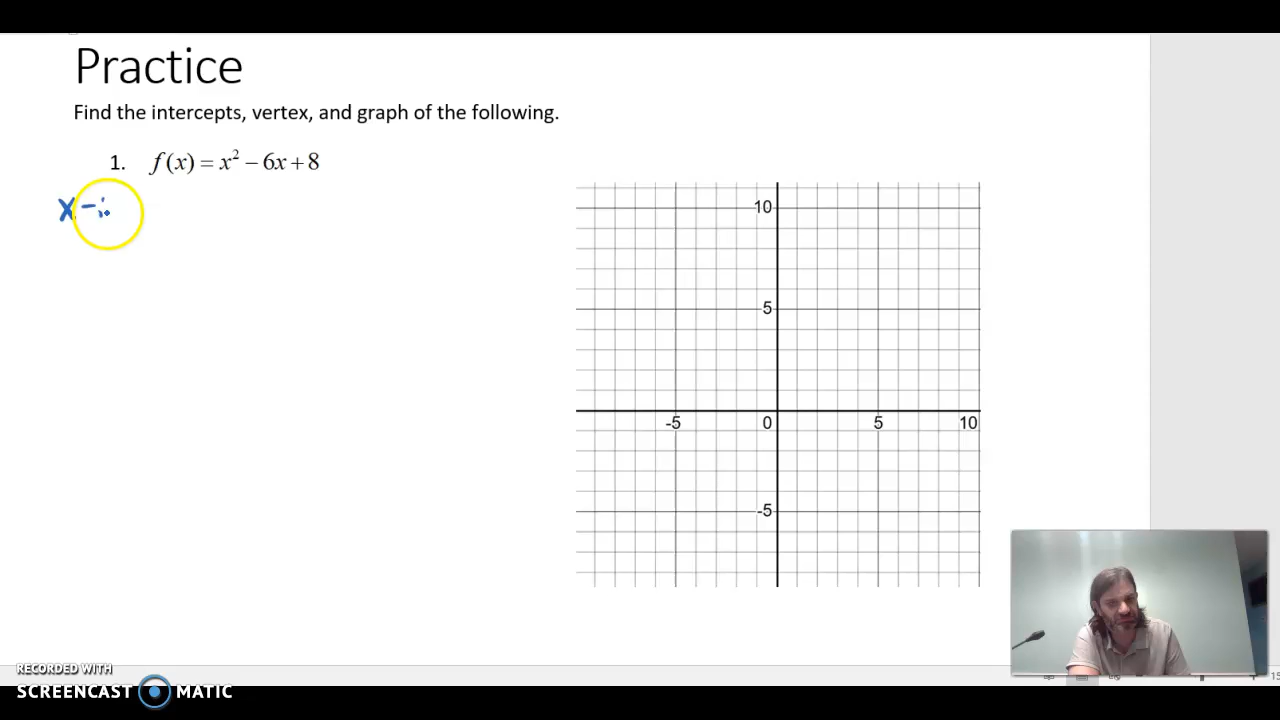 Practice
Find the intercepts, vertex, and graph of the following.
1. f(x) = x² − 6x + 8
X - i
10
5
-5 0 5 10
-5
RECORDED WITH
SCREENCAST MATIC